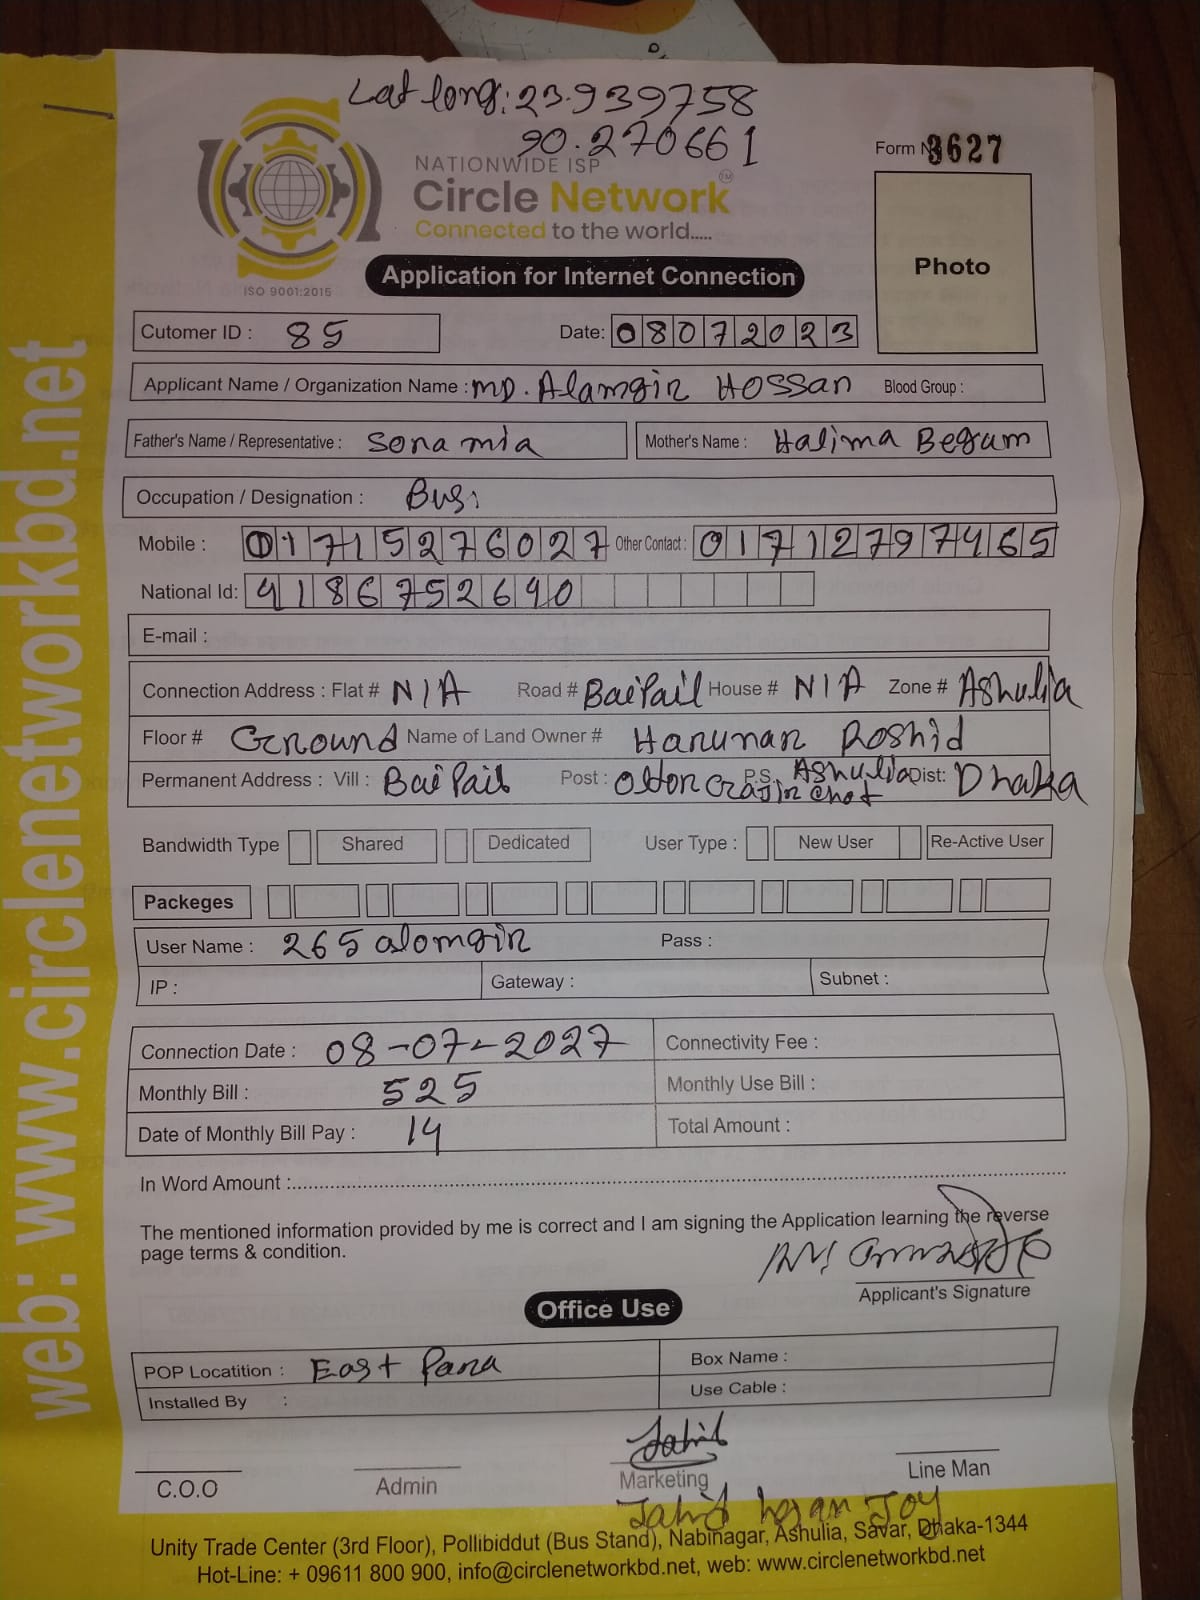 Lat long: 23.939758
90.270661
NATIONWIDE ISP
Circle Network
TM
Connected to the world.....
ISO 9001:2015
Form N 3627
Photo
Application for Internet Connection
Cutomer ID : 85
Date: 08072023
Applicant Name / Organization Name : MD. Alamgir Hossan Blood Group :
Father's Name / Representative : Sona mia Mother's Name : Halima Begum
Occupation / Designation : Bus:
Mobile : 01715276027 Other Contact : 01712797465
National Id: 4186752640
E-mail :
Connection Address : Flat # N/A Road # Baipail House # N/A Zone # Ashulia
Floor # Ground Name of Land Owner # Harunar Roshid
Permanent Address : Vill : Baipail Post : P.S. Ashulia Dist: Dhaka
Bandwidth Type Shared Dedicated User Type : New User Re-Active User
Packeges
User Name : 265alomgir Pass :
IP : Gateway : Subnet :
Connection Date : 08-07-2027 Connectivity Fee :
Monthly Bill : 525 Monthly Use Bill :
Date of Monthly Bill Pay : 14 Total Amount :
In Word Amount :
The mentioned information provided by me is correct and I am signing the Application learning the reverse
page terms & condition.
Applicant's Signature
Office Use
POP Locatition : East Para Box Name :
Installed By : Use Cable :
Jahid
C.O.O Admin Marketing Line Man
Jahid hasan Joy
Unity Trade Center (3rd Floor), Pollibiddut (Bus Stand), Nabinagar, Ashulia, Savar, Dhaka-1344
Hot-Line: + 09611 800 900, info@circlenetworkbd.net, web: www.circlenetworkbd.net
web: www.circlenetworkbd.net